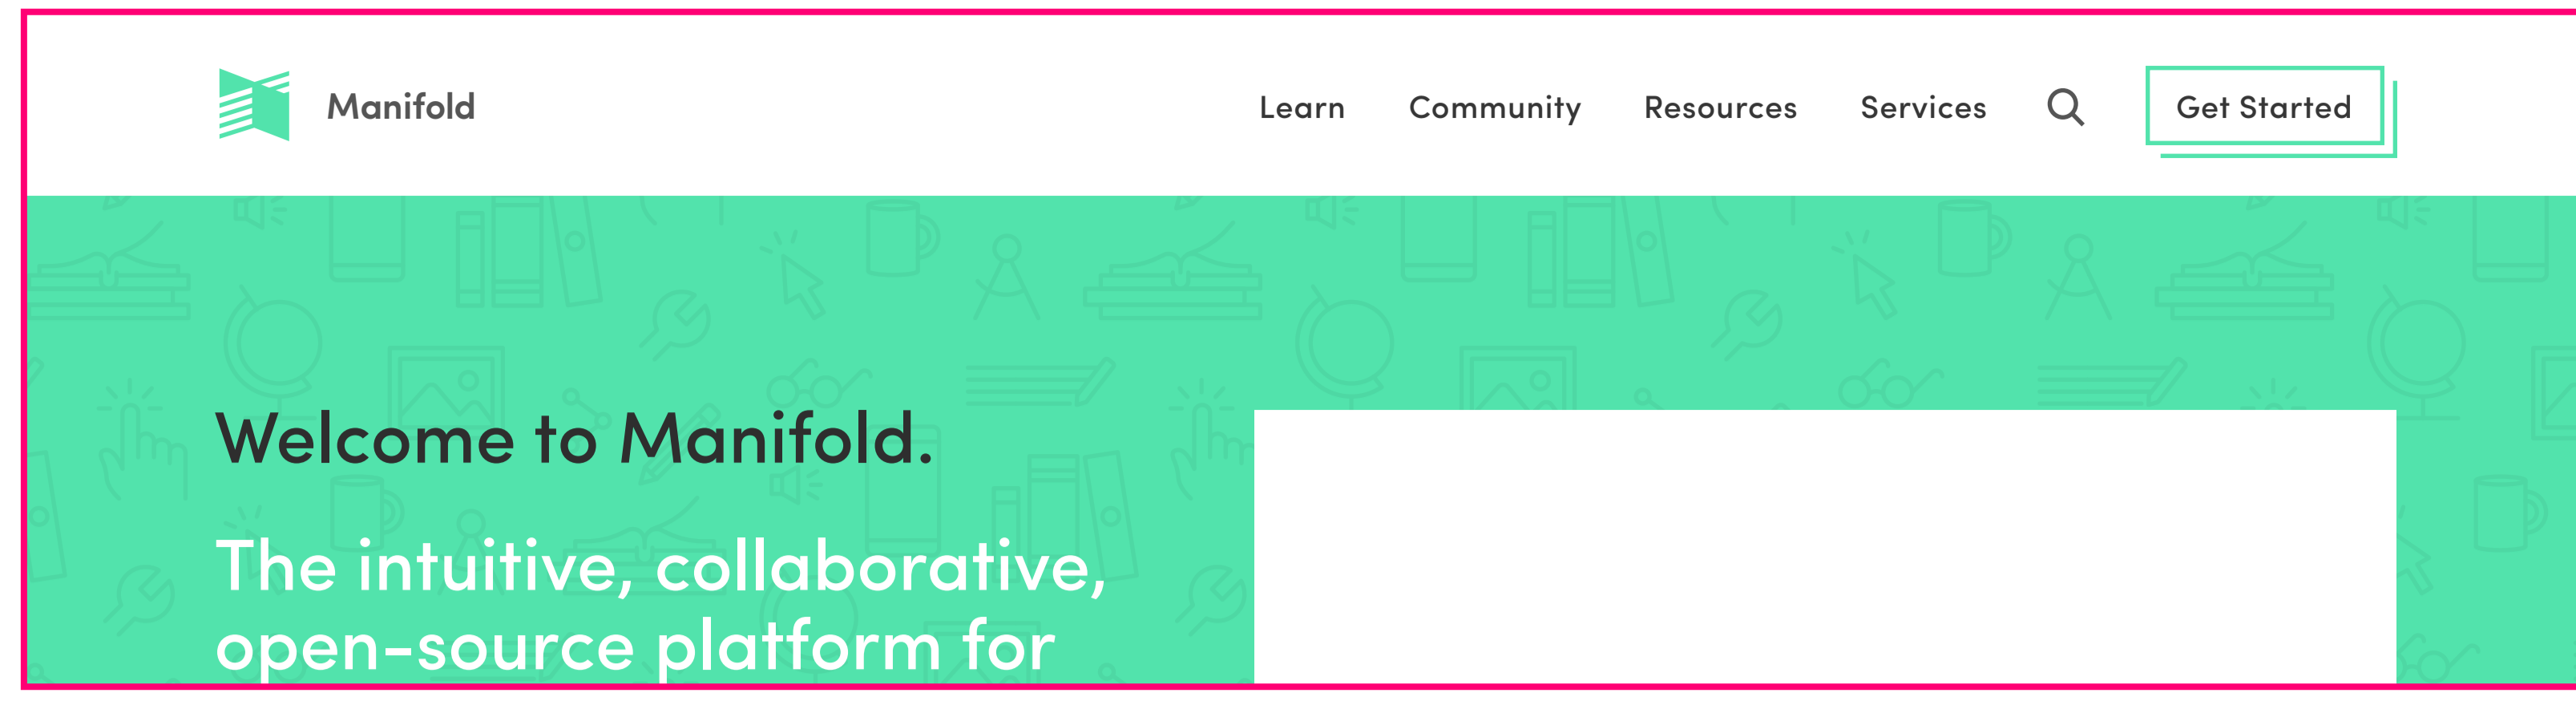 Manifold
Learn Community Resources Services Get Started
Welcome to Manifold.
The intuitive, collaborative,
open-source platform for